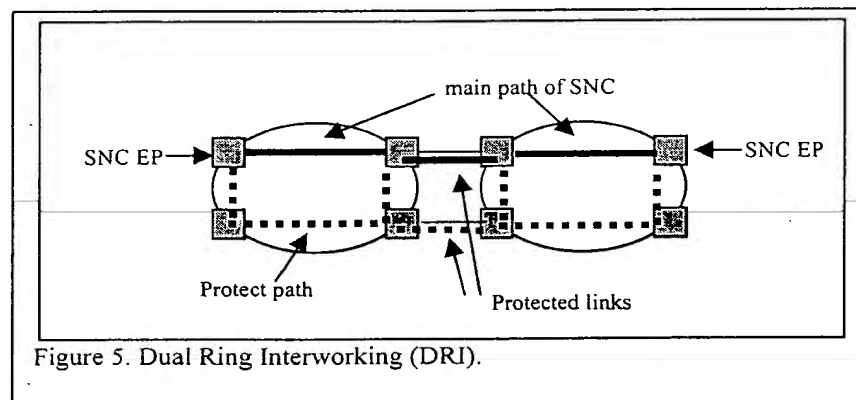 main path of SNC
SNC EP
SNC EP
Protect path
Protected links
Figure 5. Dual Ring Interworking (DRI).